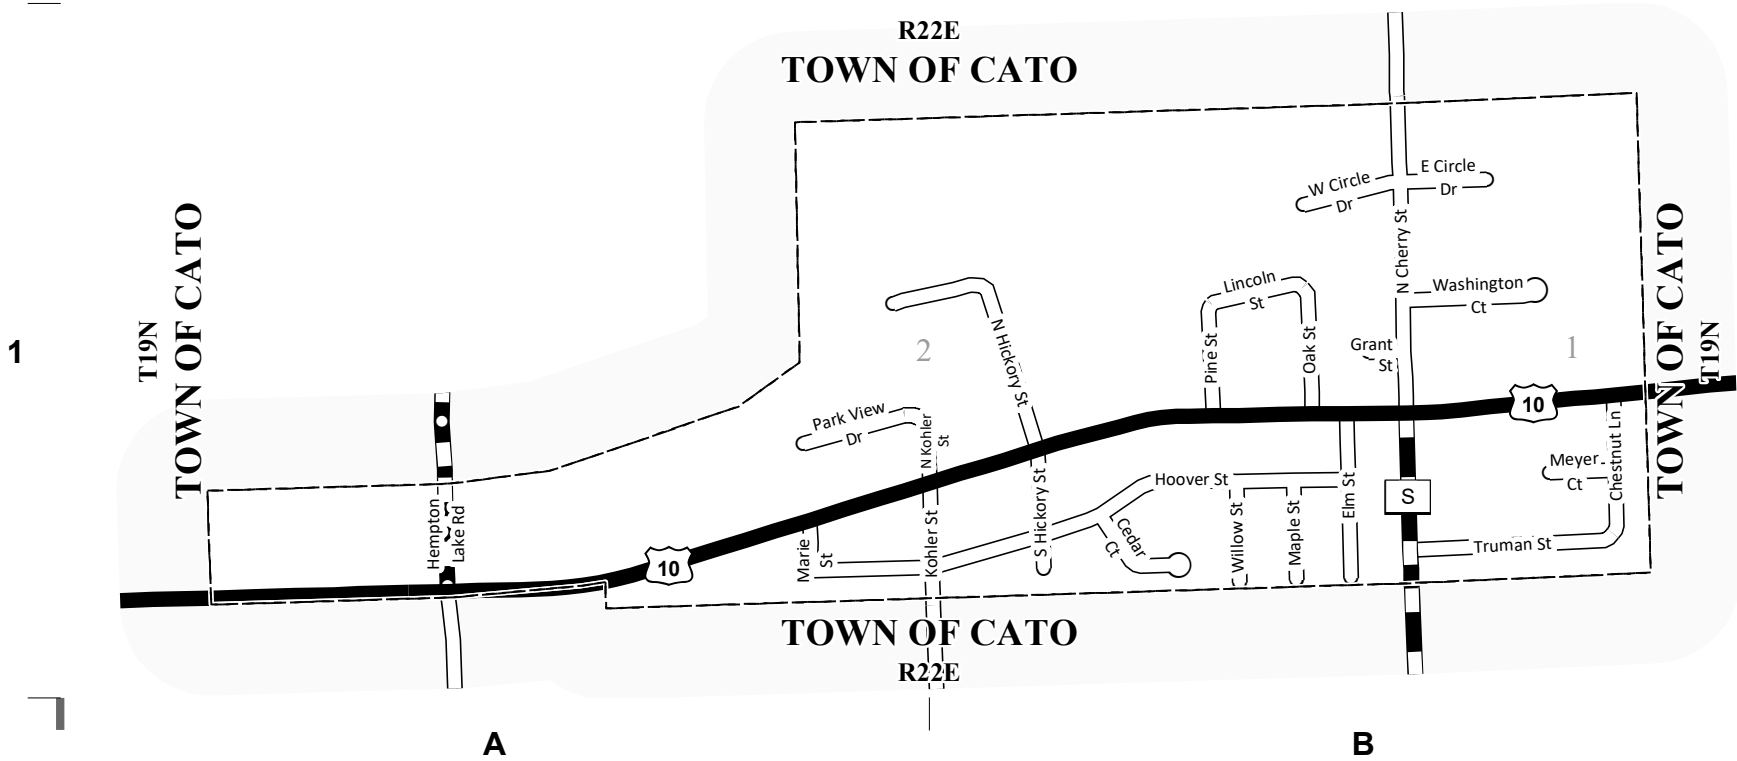 R22E
TOWN OF CATO
E Circle
Dr
W Circle
Dr
N Cherry St
TOWN OF CATO
T19N
TOWN OF CATO
T19N
Lincoln
St
Washington
Ct
1
2
1
N Hickory St
Pine St
Oak St
Grant
St
10
Park View
Dr
N Kohler
St
Chestnut Ln
Meyer
Ct
Hoover St
S
Elm St
Hempton
Lake Rd
S Hickory St
Willow St
Maple St
Cedar
Ct
Kohler St
Marie
St
Truman St
10
TOWN OF CATO
R22E
A
B